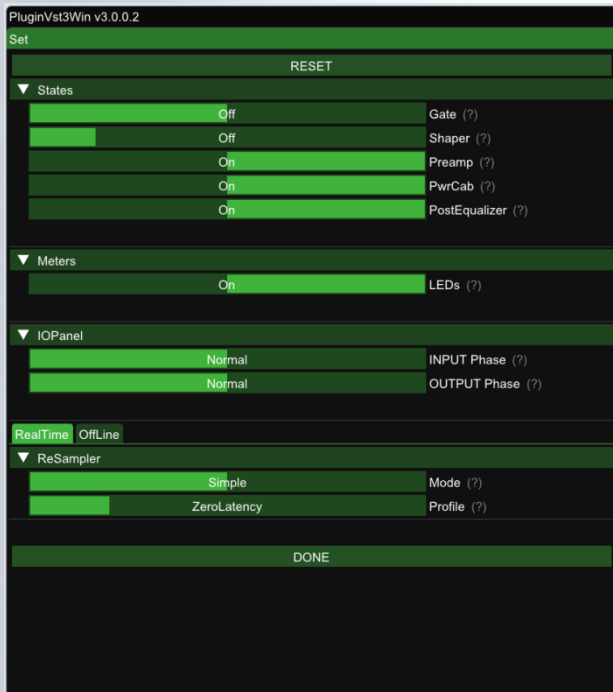 PluginVst3Win v3.0.0.2
Set
RESET
▼ States
Off Gate (?)
Off Shaper (?)
On Preamp (?)
On PwrCab (?)
On PostEqualizer (?)
▼ Meters
On LEDs (?)
▼ IOPanel
Normal INPUT Phase (?)
Normal OUTPUT Phase (?)
RealTime OffLine
▼ ReSampler
Simple Mode (?)
ZeroLatency Profile (?)
DONE